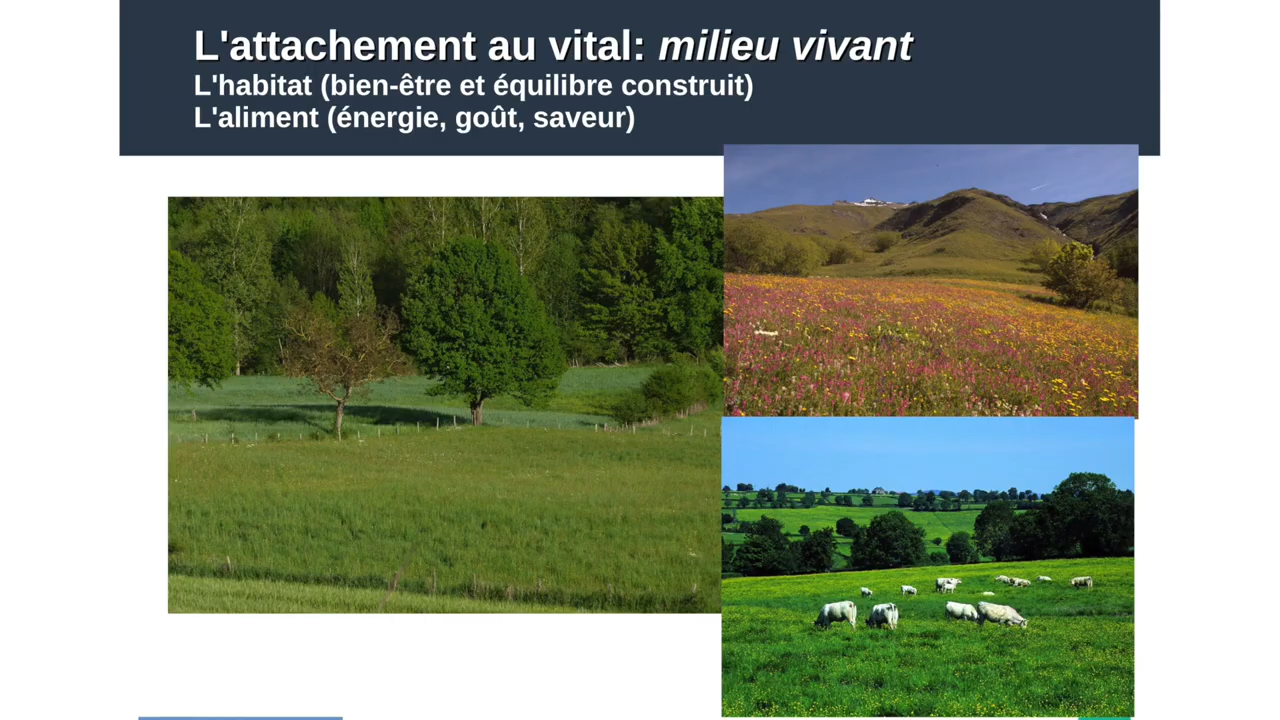 L'attachement au vital: milieu vivant
L'habitat (bien-être et équilibre construit)
L'aliment (énergie, goût, saveur)